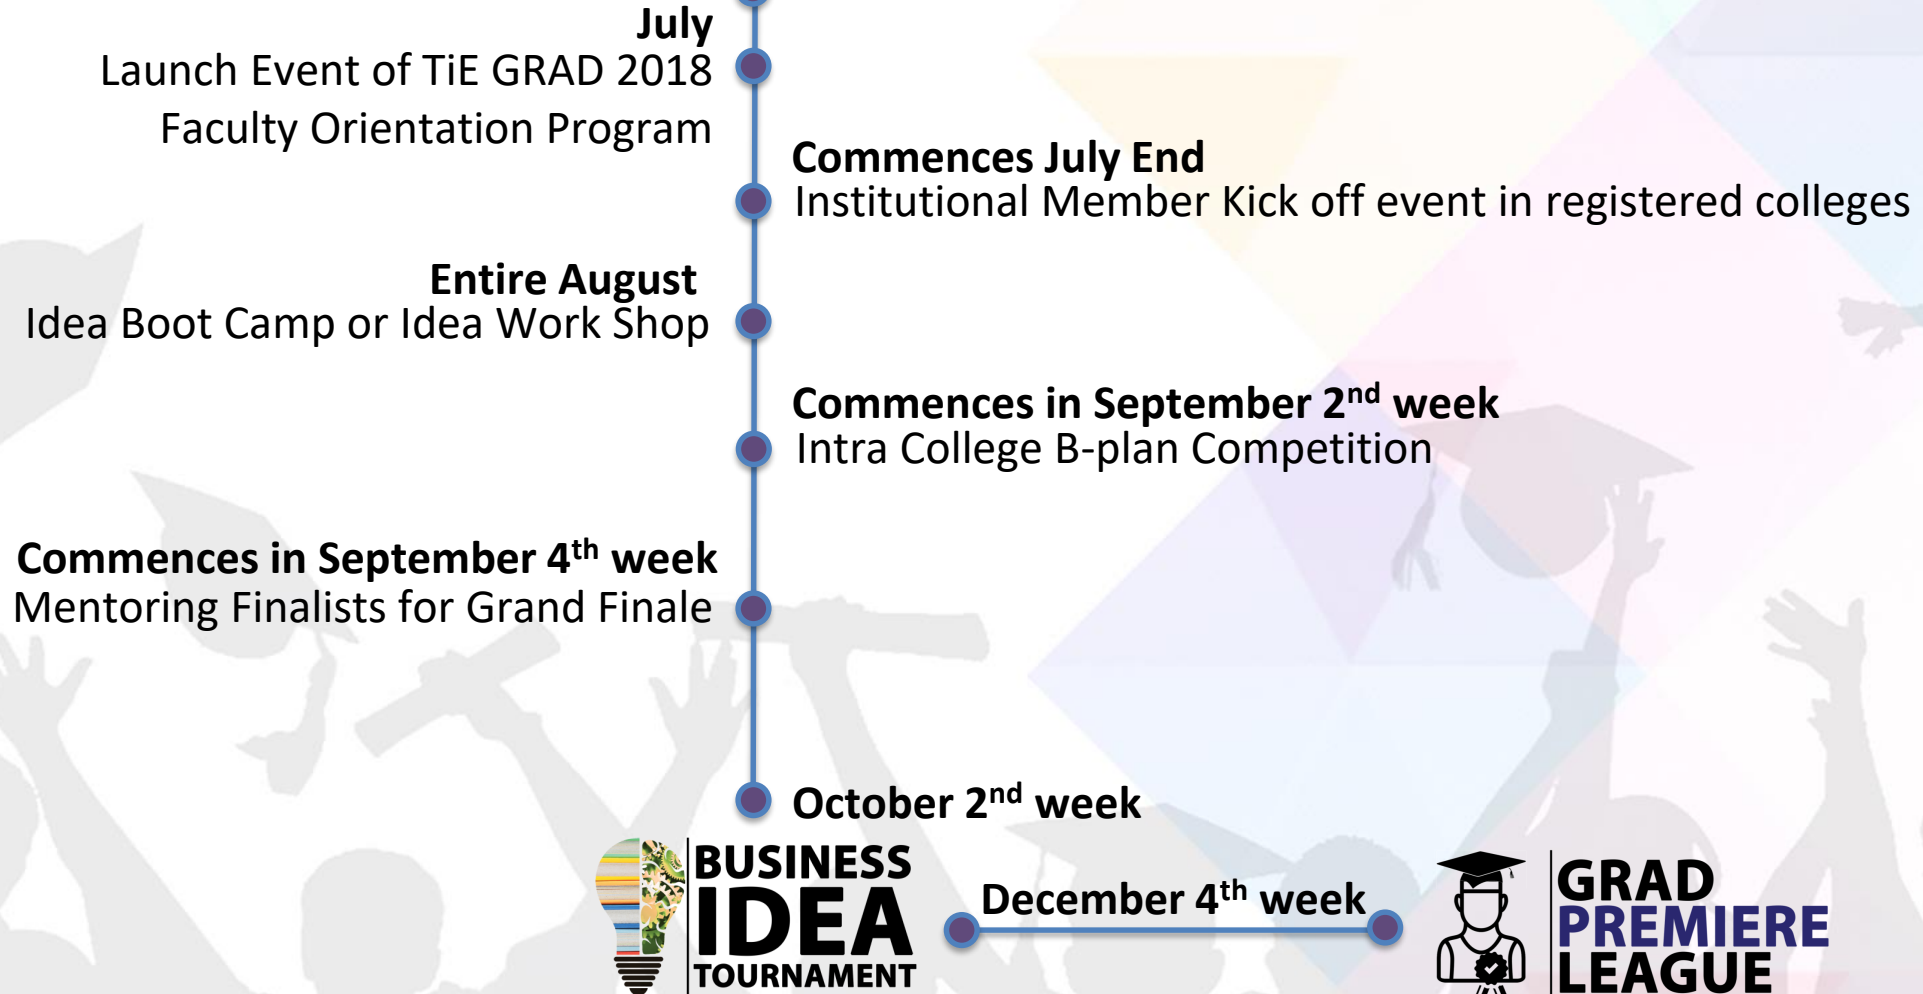 July
Launch Event of TiE GRAD 2018
Faculty Orientation Program
Commences July End
Institutional Member Kick off event in registered colleges
Entire August
Idea Boot Camp or Idea Work Shop
Commences in September 2nd week
Intra College B-plan Competition
Commences in September 4th week
Mentoring Finalists for Grand Finale
October 2nd week
BUSINESS
IDEA
TOURNAMENT
December 4th week
GRAD
PREMIERE
LEAGUE